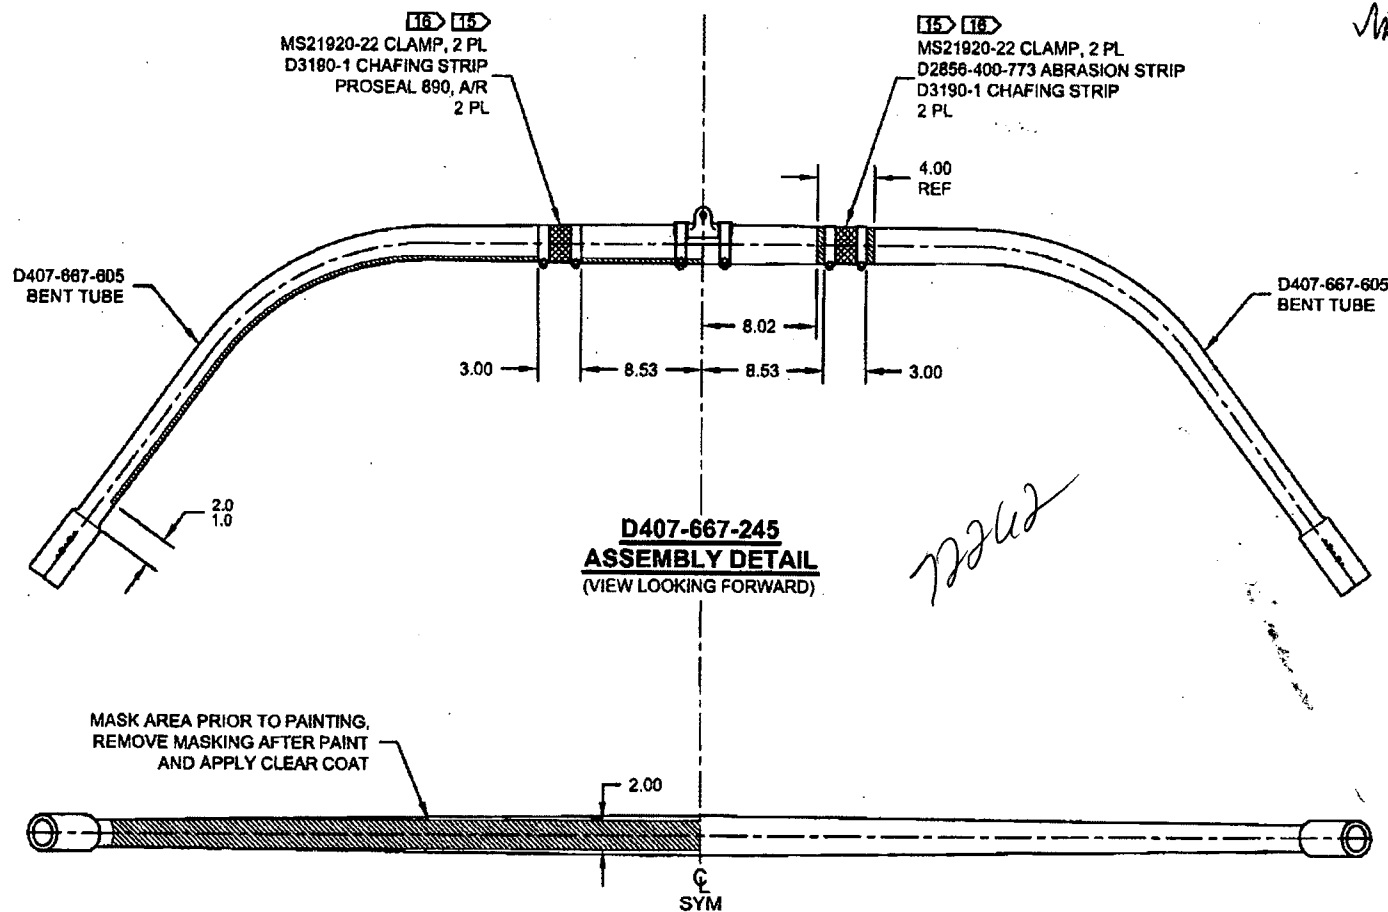 16 15
MS21920-22 CLAMP, 2 PL
D3190-1 CHAFING STRIP
PROSEAL 890, A/R
2 PL
15 16
MS21920-22 CLAMP, 2 PL
D2856-400-773 ABRASION STRIP
D3190-1 CHAFING STRIP
2 PL
4.00
REF
D407-667-605
BENT TUBE
D407-667-605
BENT TUBE
8.02
3.00
8.53
8.53
3.00
2.0
1.0
D407-667-245
ASSEMBLY DETAIL
(VIEW LOOKING FORWARD)
MASK AREA PRIOR TO PAINTING,
REMOVE MASKING AFTER PAINT
AND APPLY CLEAR COAT
2.00
SYM